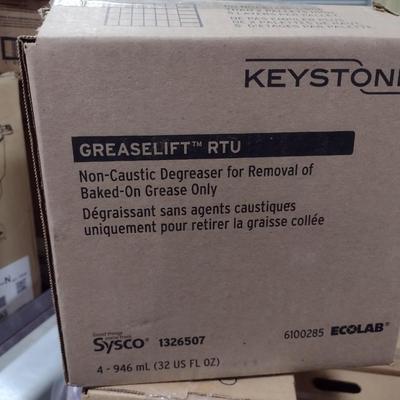 KEYSTON
GREASELIFT™ RTU
Non-Caustic Degreaser for Removal of
Baked-On Grease Only
Dégraissant sans agents caustiques
uniquement pour retirer la graisse collée
Sysco® 1326507
6100285 ECOLAB®
4 - 946 mL (32 US FL OZ)